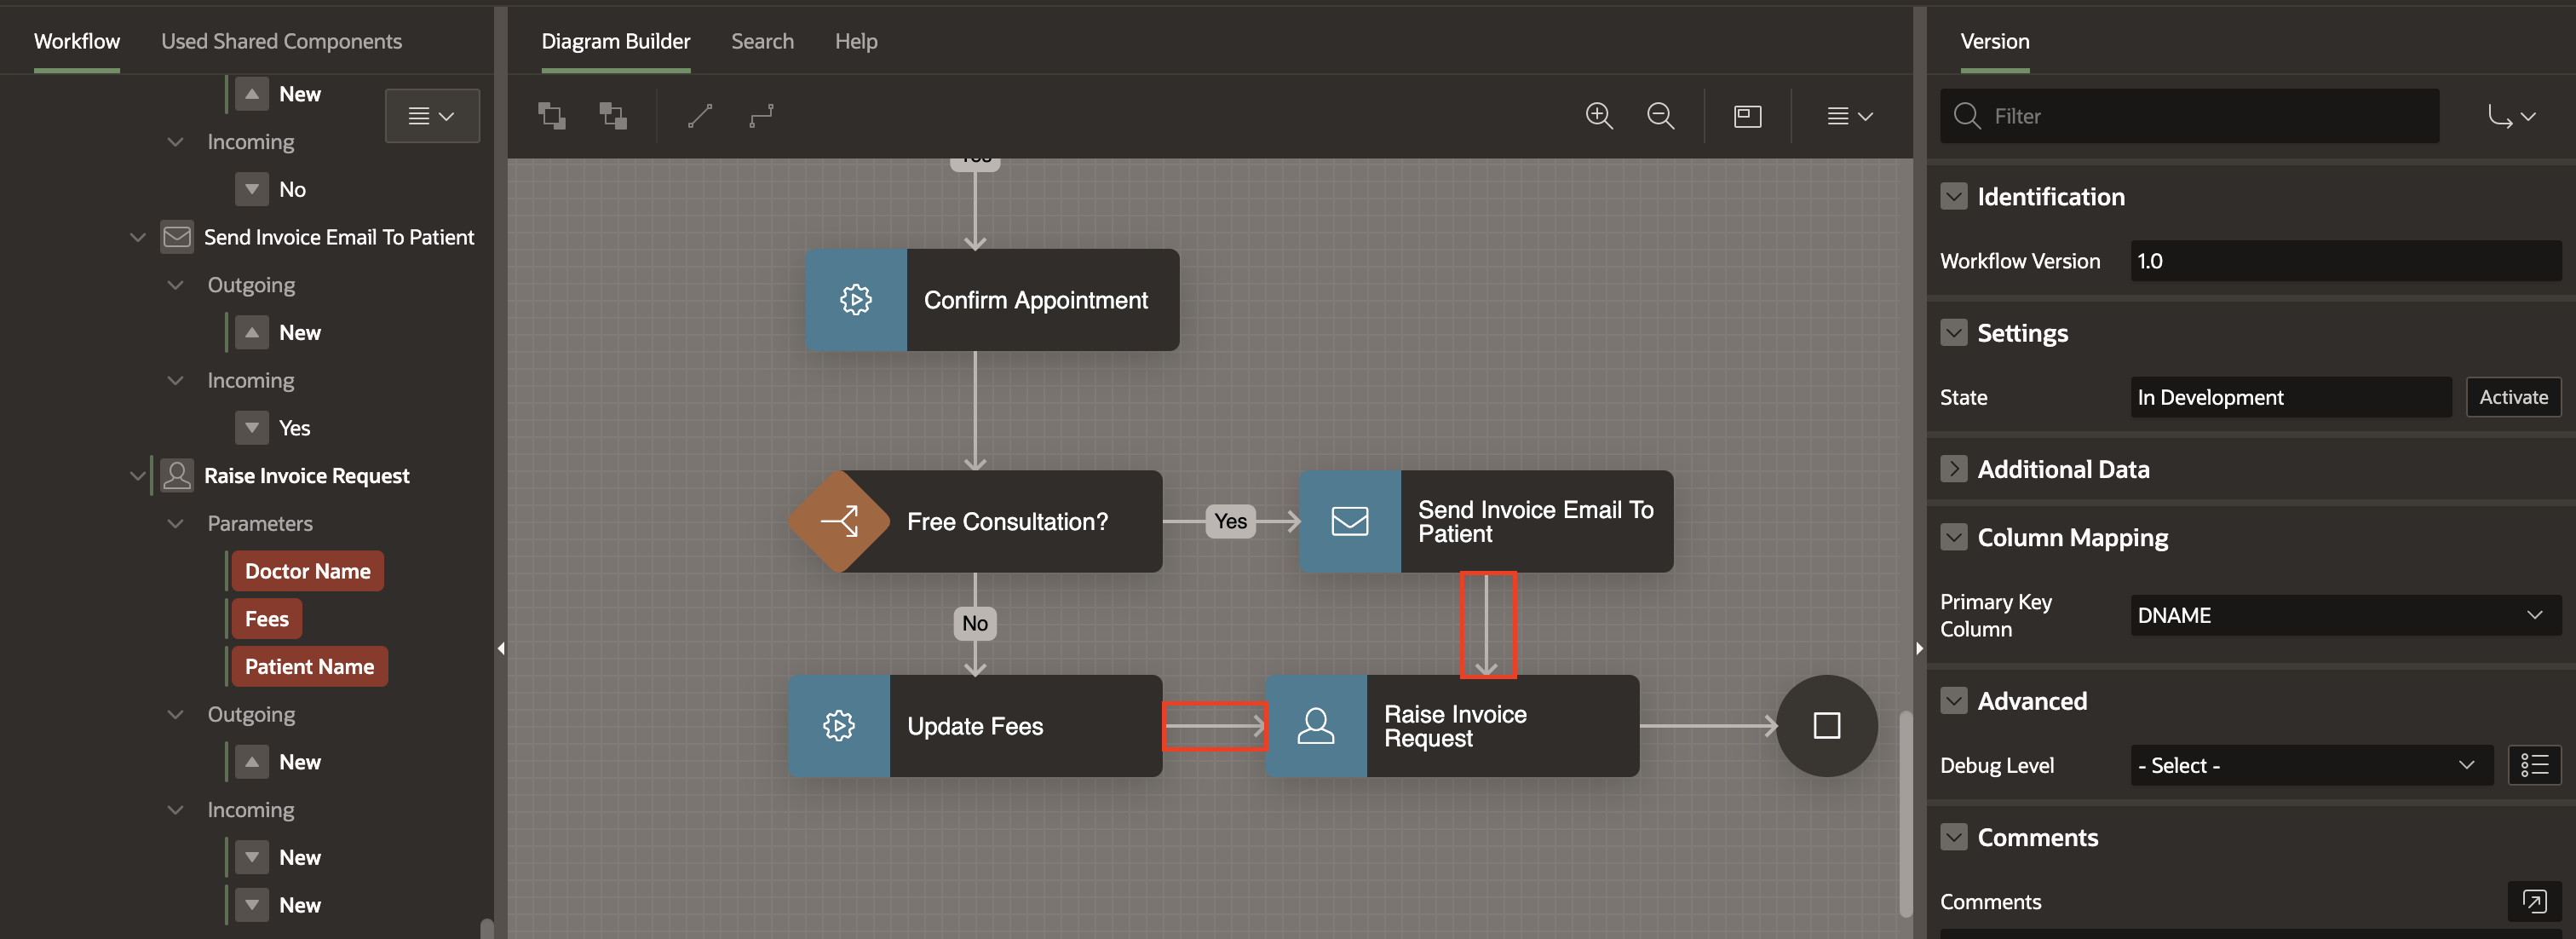 Workflow
Used Shared Components
New
Incoming
No
Send Invoice Email To Patient
Outgoing
New
Incoming
Yes
Raise Invoice Request
Parameters
Doctor Name
Fees
Patient Name
Outgoing
New
Incoming
New
New
Diagram Builder
Search
Help
Yes
Confirm Appointment
Free Consultation?
Yes
Send Invoice Email To
Patient
No
Update Fees
Raise Invoice
Request
Version
Filter
Identification
Workflow Version
1.0
Settings
State
In Development
Activate
Additional Data
Column Mapping
Primary Key
Column
DNAME
Advanced
Debug Level
- Select -
Comments
Comments